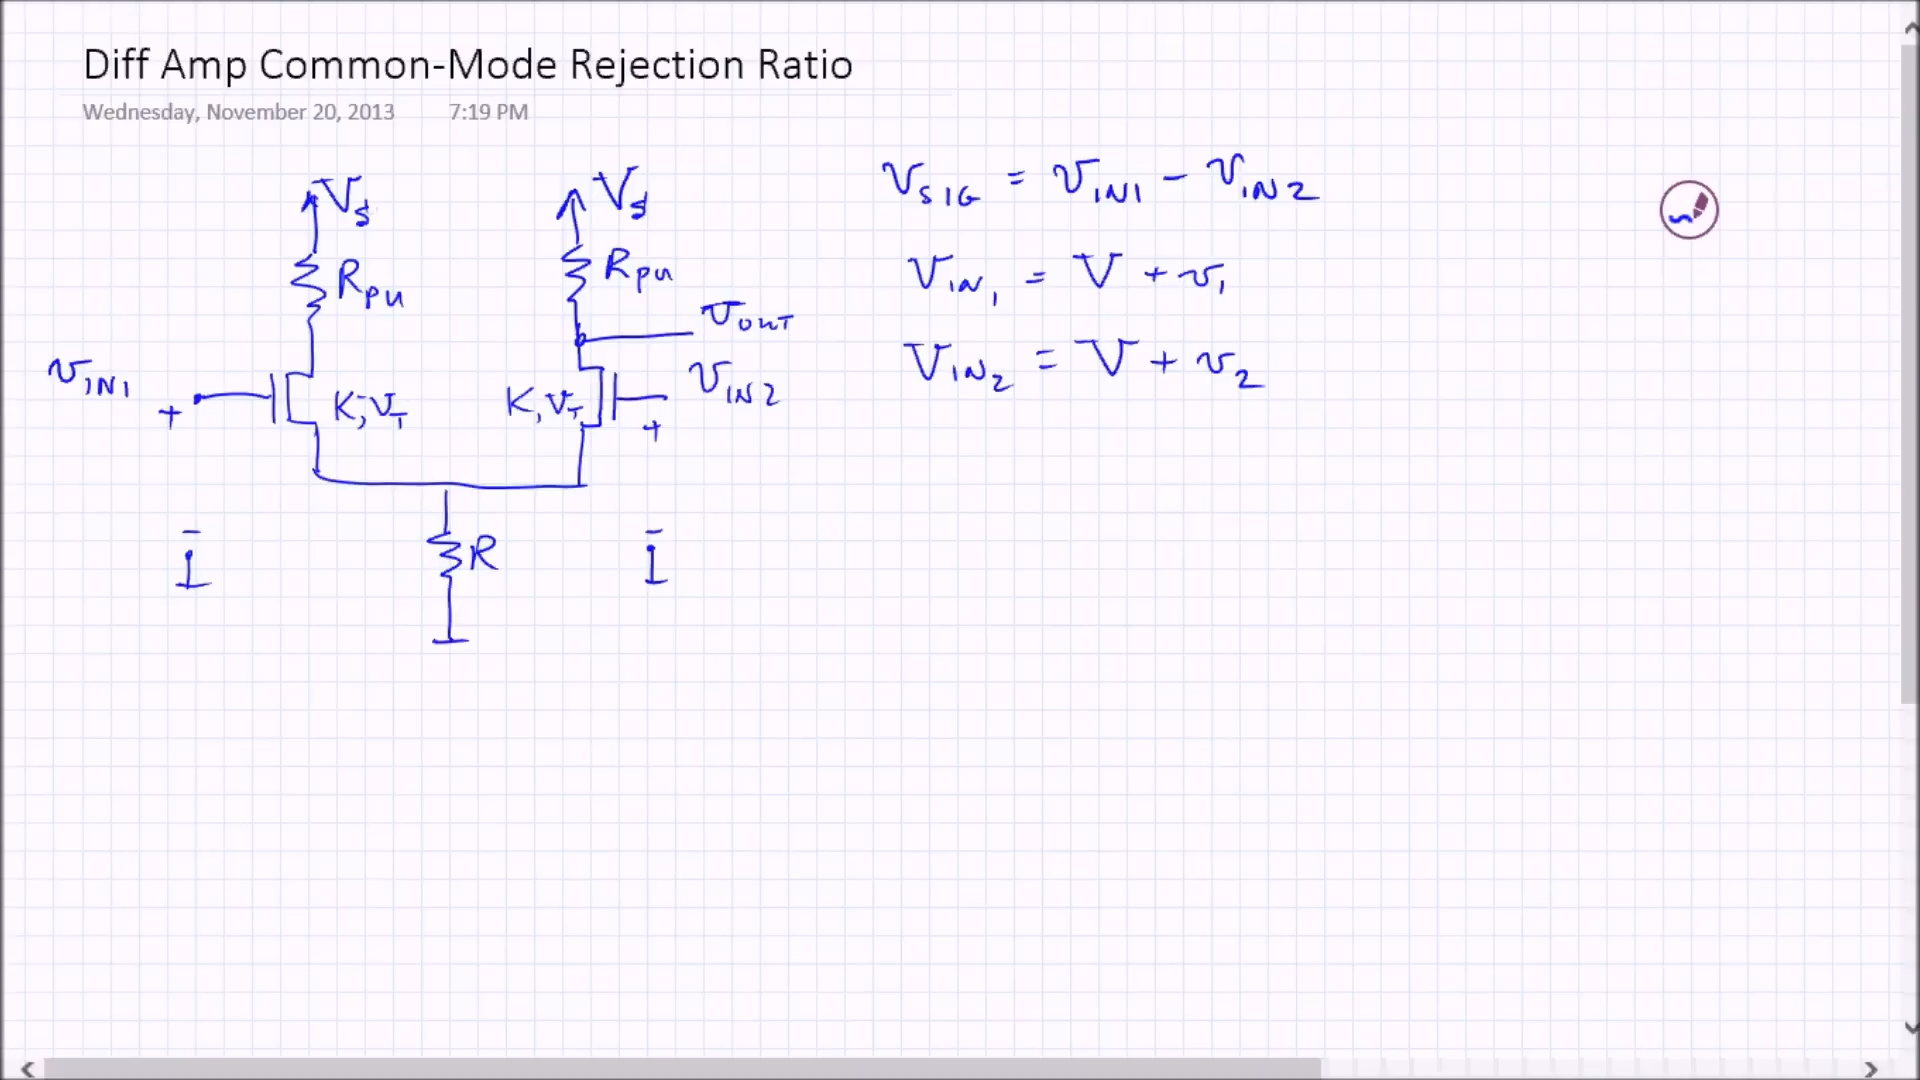 Diff Amp Common-Mode Rejection Ratio
Wednesday, November 20, 2013 7:19 PM
Vs
Vs
RPU
RPU
vOUT
vIN1
+
K, VT
K, VT
vIN2
+
-
-
R
vSIG = vIN1 - vIN2
vIN1 = V + v1
vIN2 = V + v2